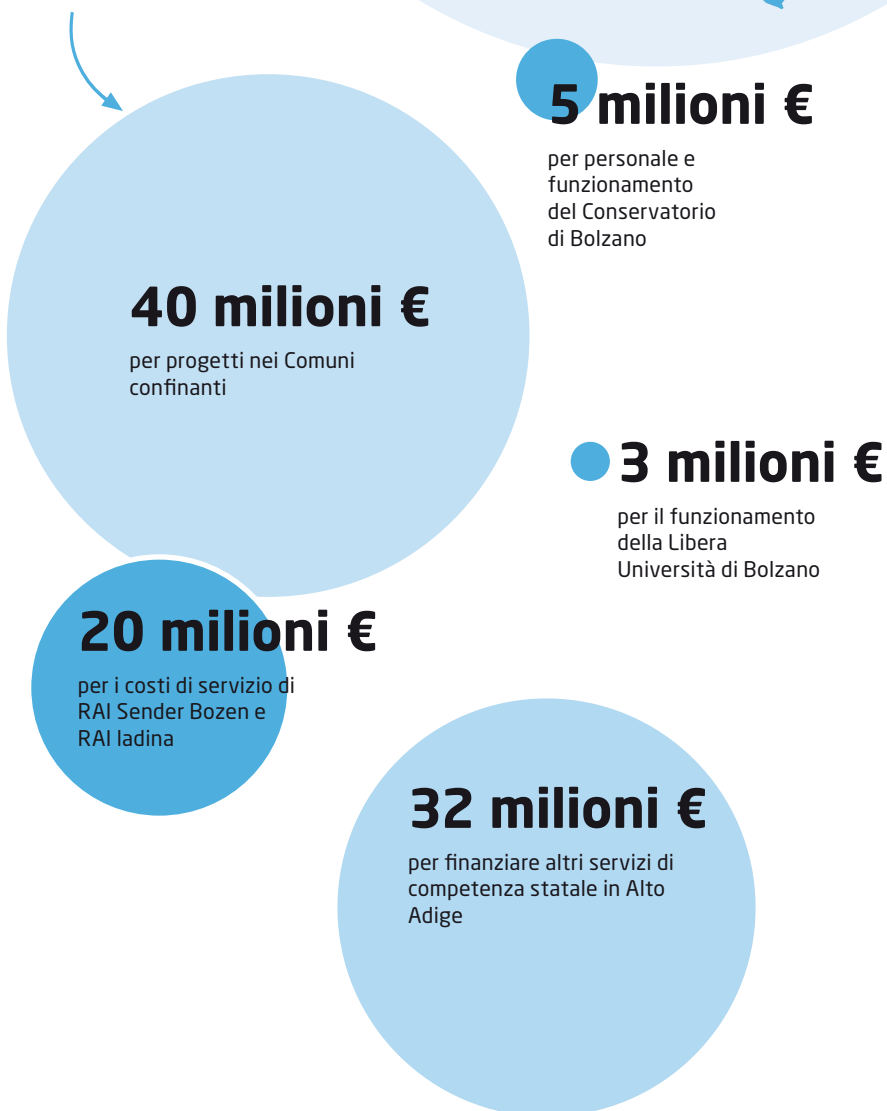 5 milioni €
per personale e
funzionamento
del Conservatorio
di Bolzano
40 milioni €
per progetti nei Comuni
confinanti
3 milioni €
per il funzionamento
della Libera
Università di Bolzano
20 milioni €
per i costi di servizio di
RAI Sender Bozen e
RAI ladina
32 milioni €
per finanziare altri servizi di
competenza statale in Alto
Adige